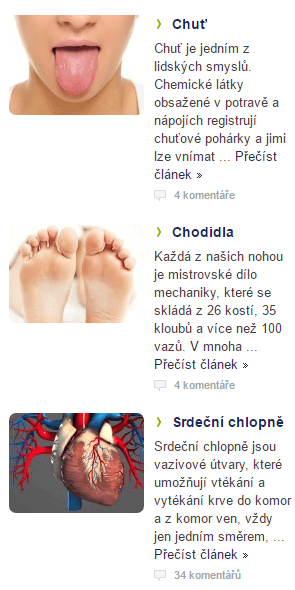 Chuť
Chuť je jedním z
lidských smyslů.
Chemické látky
obsažené v potravě a
nápojích registrují
chuťové pohárky a jimi
lze vnímat ... Přečíst
článek »
4 komentáře
Chodidla
Každá z našich nohou
je mistrovské dílo
mechaniky, které se
skládá z 26 kostí, 35
kloubů a více než 100
vazů. V mnoha ...
Přečíst článek »
4 komentáře
Srdeční chlopně
Srdeční chlopně jsou
vazivové útvary, které
umožňují vtékání a
vytékání krve do komor
a z komor ven, vždy
jen jedním směrem, ...
Přečíst článek »
34 komentářů